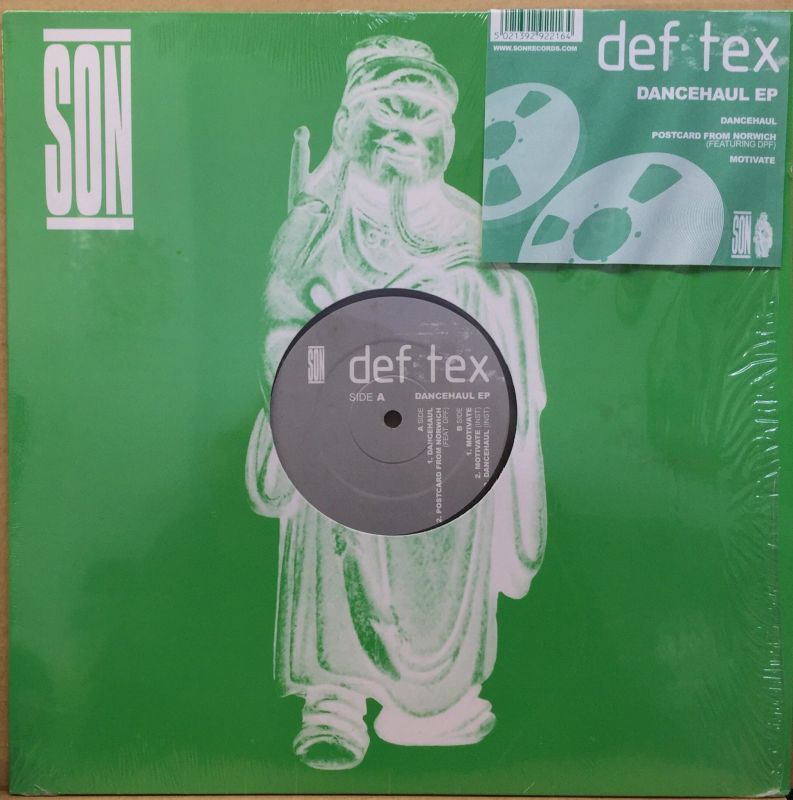 SON
5 021392 922164
WWW.SONRECORDS.COM
def tex
DANCEHAUL EP
DANCEHAUL
POSTCARD FROM NORWICH
(FEATURING DPF)
MOTIVATE
SON
SON
def tex
SIDE A
DANCEHAUL EP
A SIDE
1. DANCEHAUL
2. POSTCARD FROM NORWICH
(FEAT. DPF)
B SIDE
1. MOTIVATE
2. MOTIVATE (INST)
DANCEHAUL (INST)